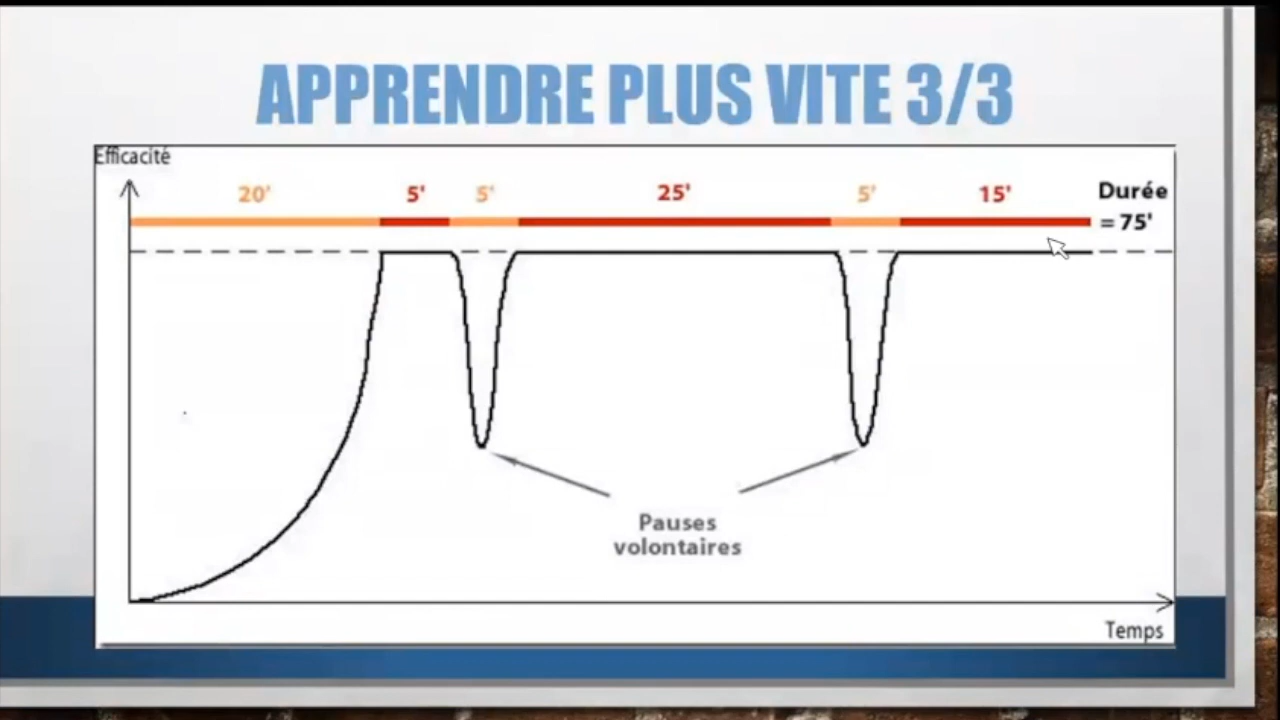 APPRENDRE PLUS VITE 3/3
Efficacité
20' 5' 5' 25' 5' 15' Durée
= 75'
Pauses
volontaires
Temps